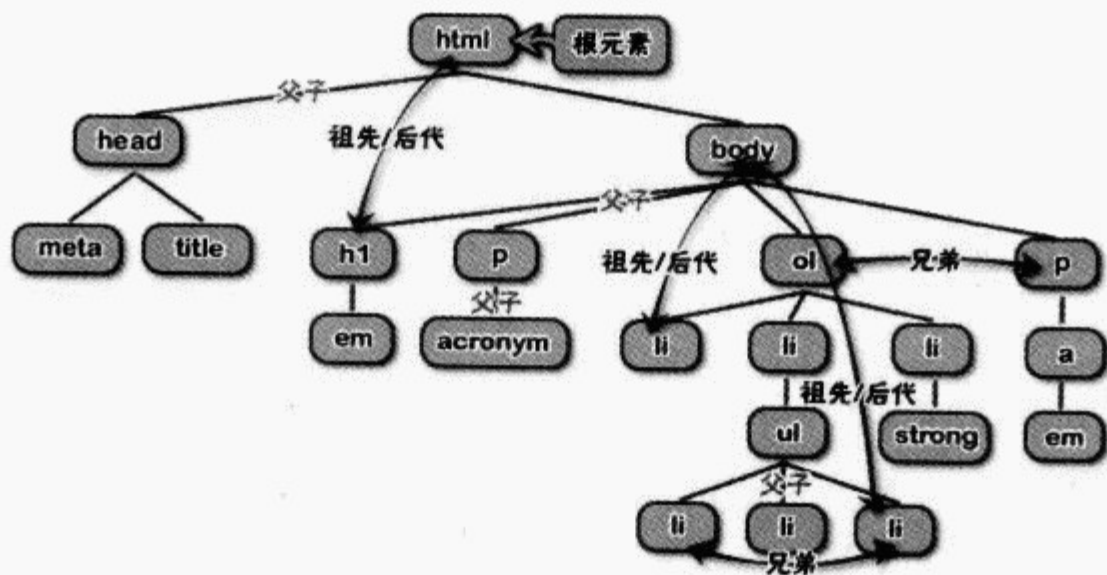 html
根元素
父子
head
祖先/后代
body
父子
meta
title
h1
p
祖先/后代
ol
兄弟
p
父子
em
acronym
li
li
li
a
祖先/后代
ul
strong
em
父子
li
li
li
兄弟